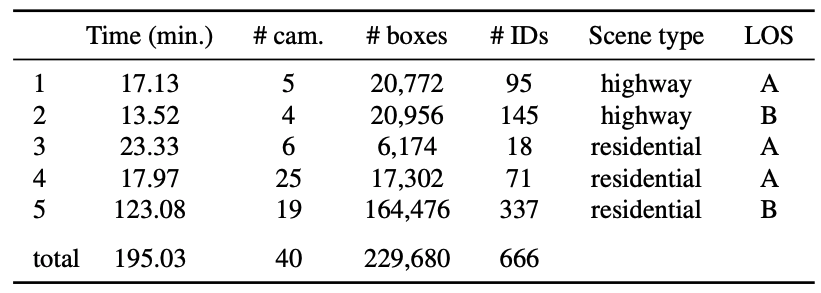 Time (min.) # cam. # boxes # IDs Scene type LOS
1 17.13 5 20,772 95 highway A
2 13.52 4 20,956 145 highway B
3 23.33 6 6,174 18 residential A
4 17.97 25 17,302 71 residential A
5 123.08 19 164,476 337 residential B
total 195.03 40 229,680 666